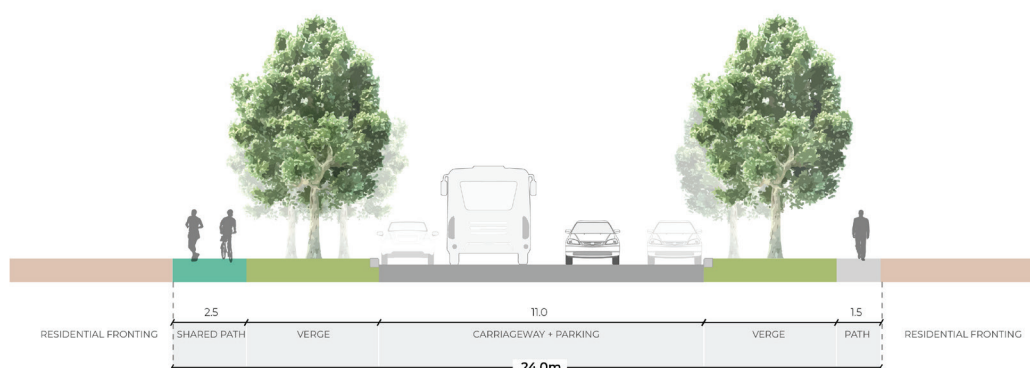 2.5 11.0 1.5
RESIDENTIAL FRONTING SHARED PATH VERGE CARRIAGEWAY + PARKING VERGE PATH RESIDENTIAL FRONTING
24.0m